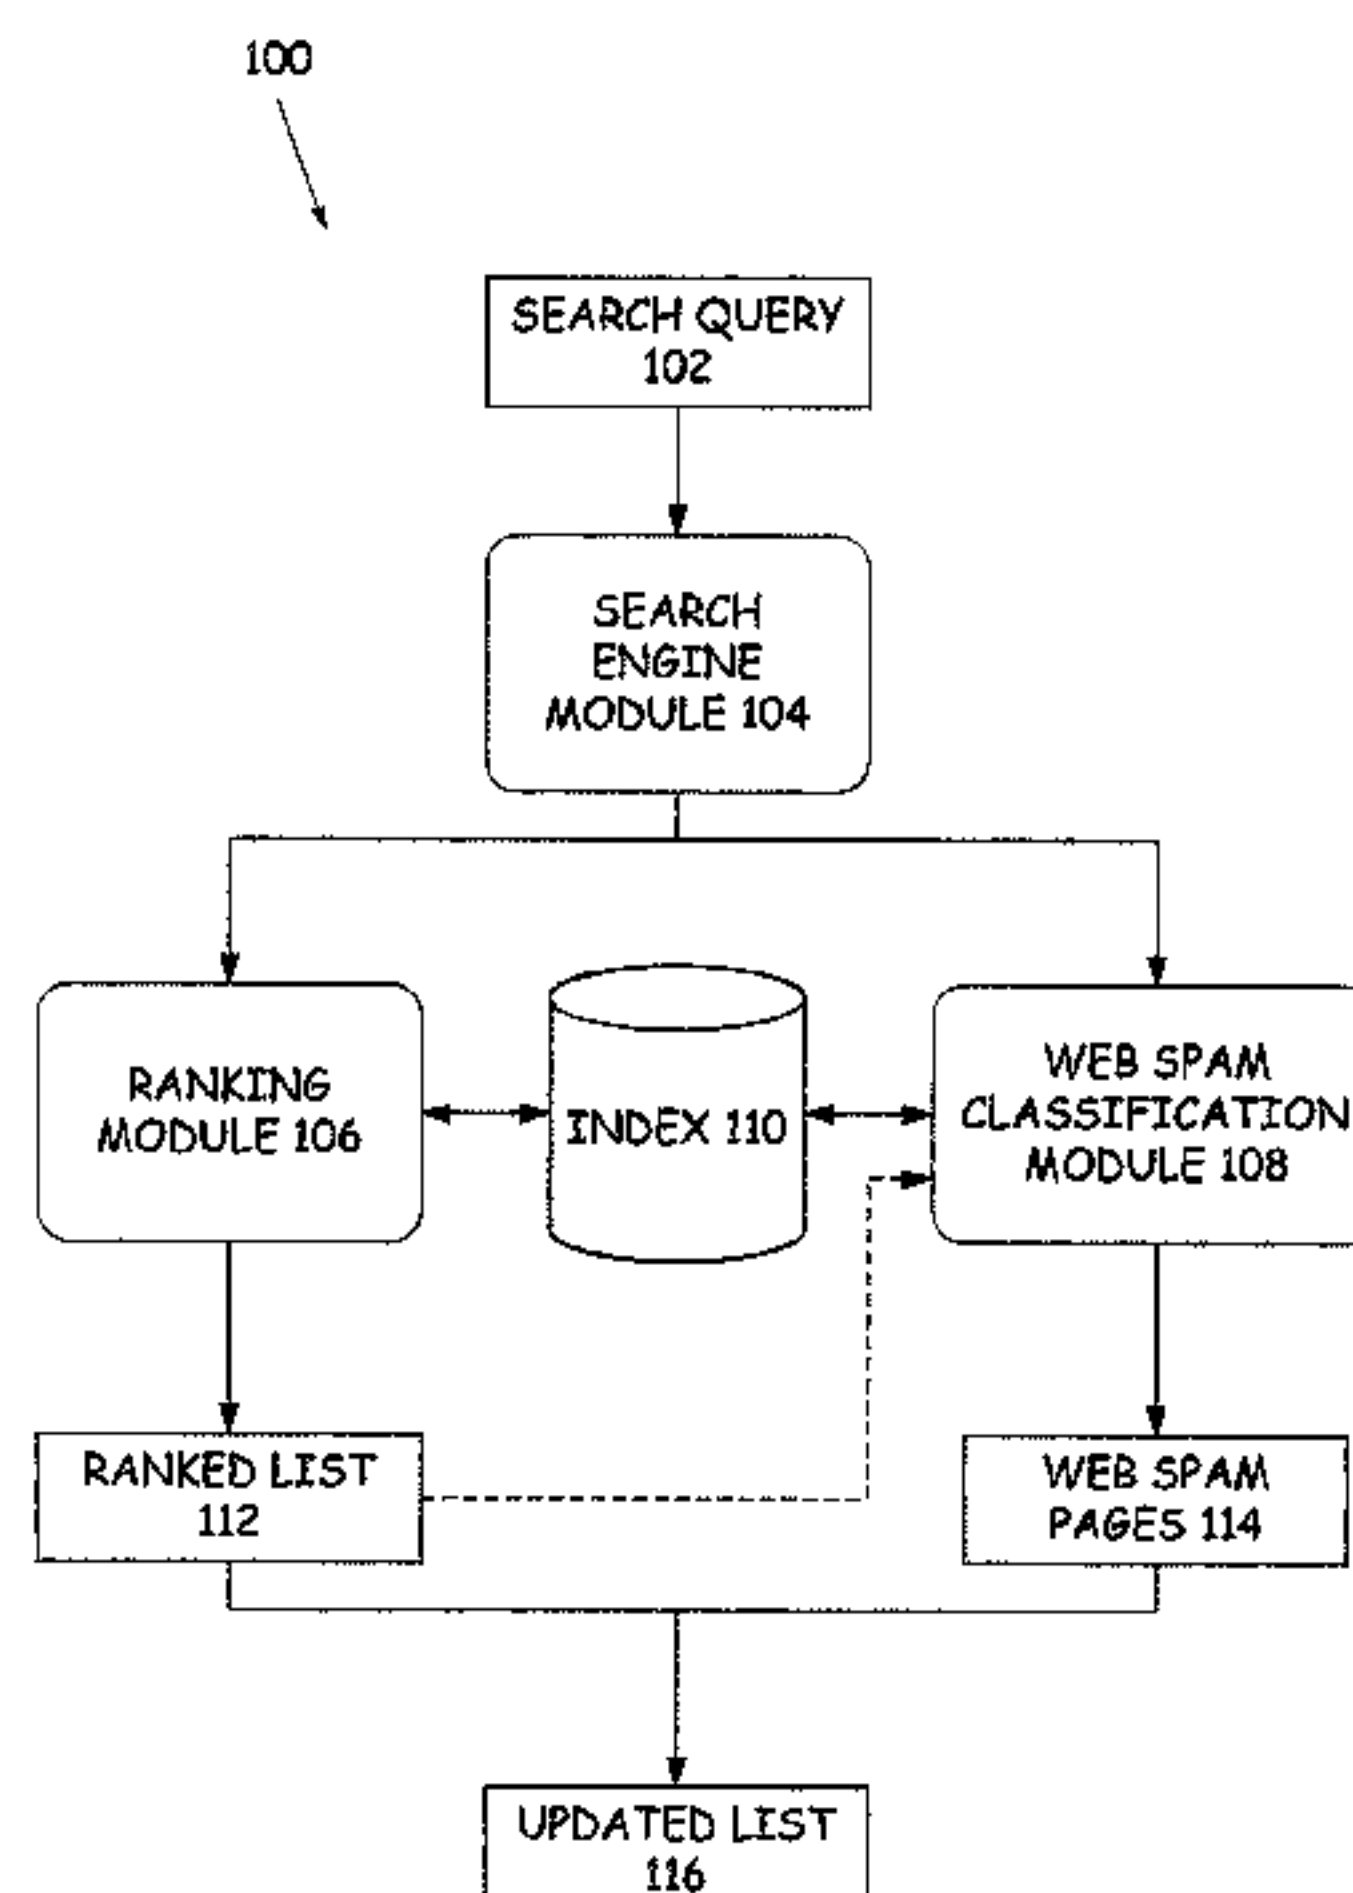 100
SEARCH QUERY
102
SEARCH
ENGINE
MODULE 104
RANKING
MODULE 106
INDEX 110
WEB SPAM
CLASSIFICATION
MODULE 108
RANKED LIST
112
WEB SPAM
PAGES 114
UPDATED LIST
116